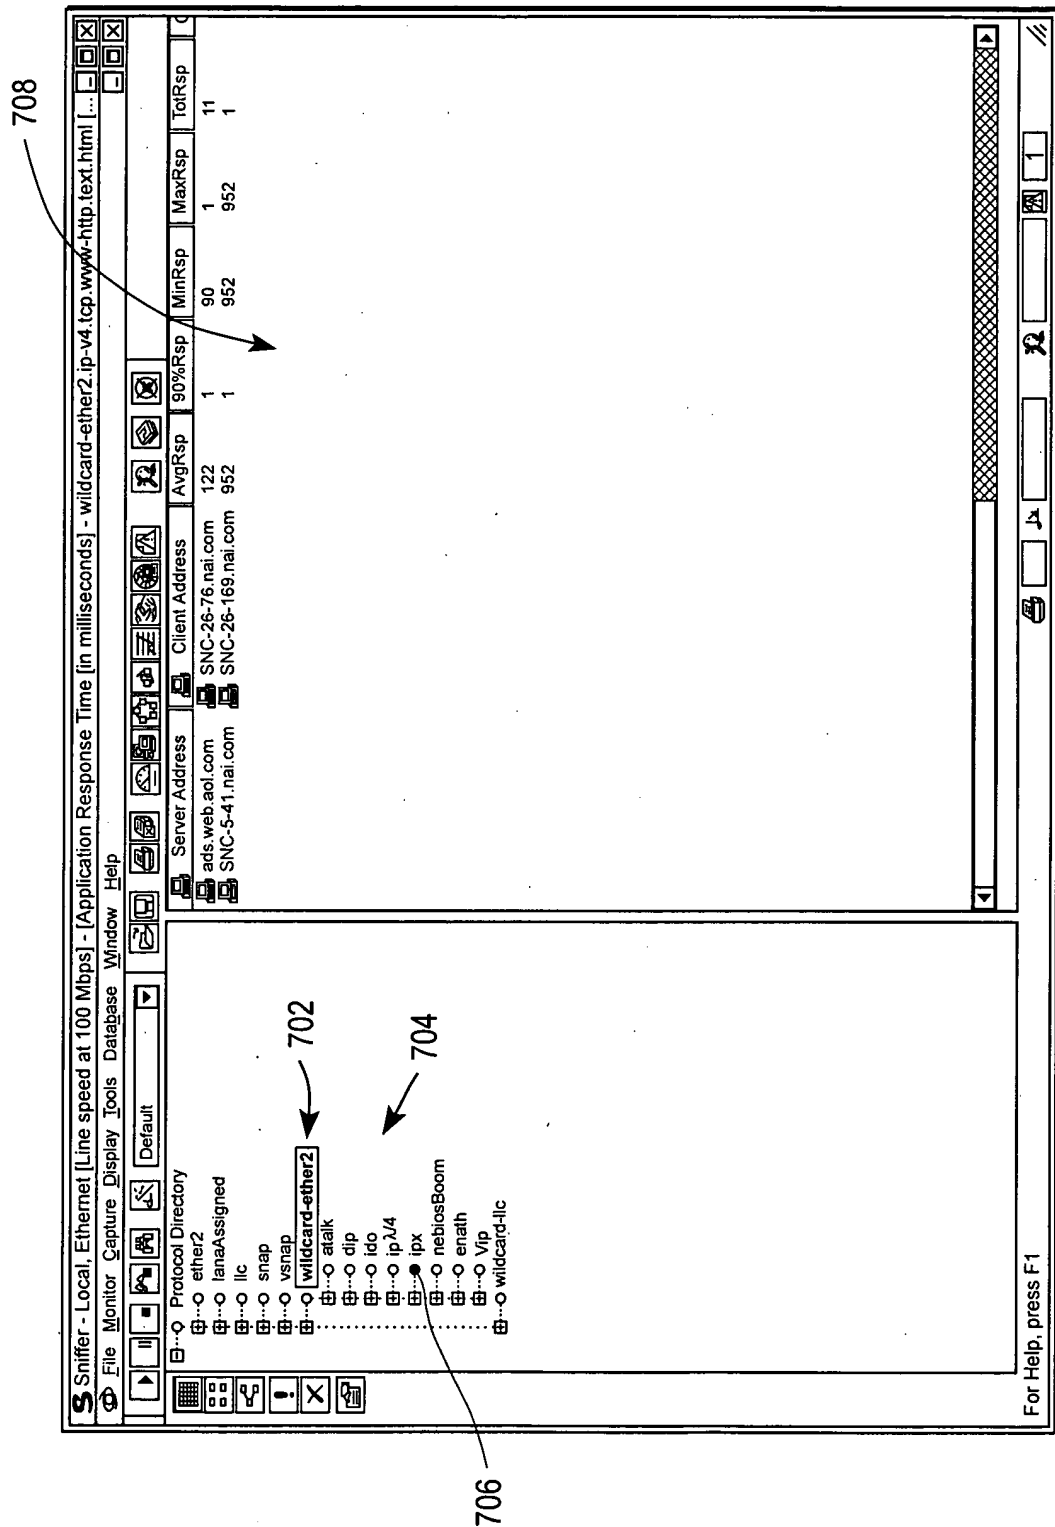 708
S Sniffer - Local, Ethernet [Line speed at 100 Mbps] - [Application Response Time [in milliseconds] - wildcard-ether2.ip-v4.tcp.www-http.text.html [...
File Monitor Capture Display Tools Database Window Help
Default
Protocol Directory
ether2
lanaAssigned
llc
snap
vsnap
wildcard-ether2
atalk
dip
ido
ipλ/4
ipx
nebiosBoom
enath
Vip
wildcard-llc
702
704
706
Server Address Client Address AvgRsp 90%Rsp MinRsp MaxRsp TotRsp
ads.web.aol.com SNC-26-76.nai.com 122 1 90 1 11
SNC-5-41.nai.com SNC-26-169.nai.com 952 1 952 952 1
For Help, press F1
1